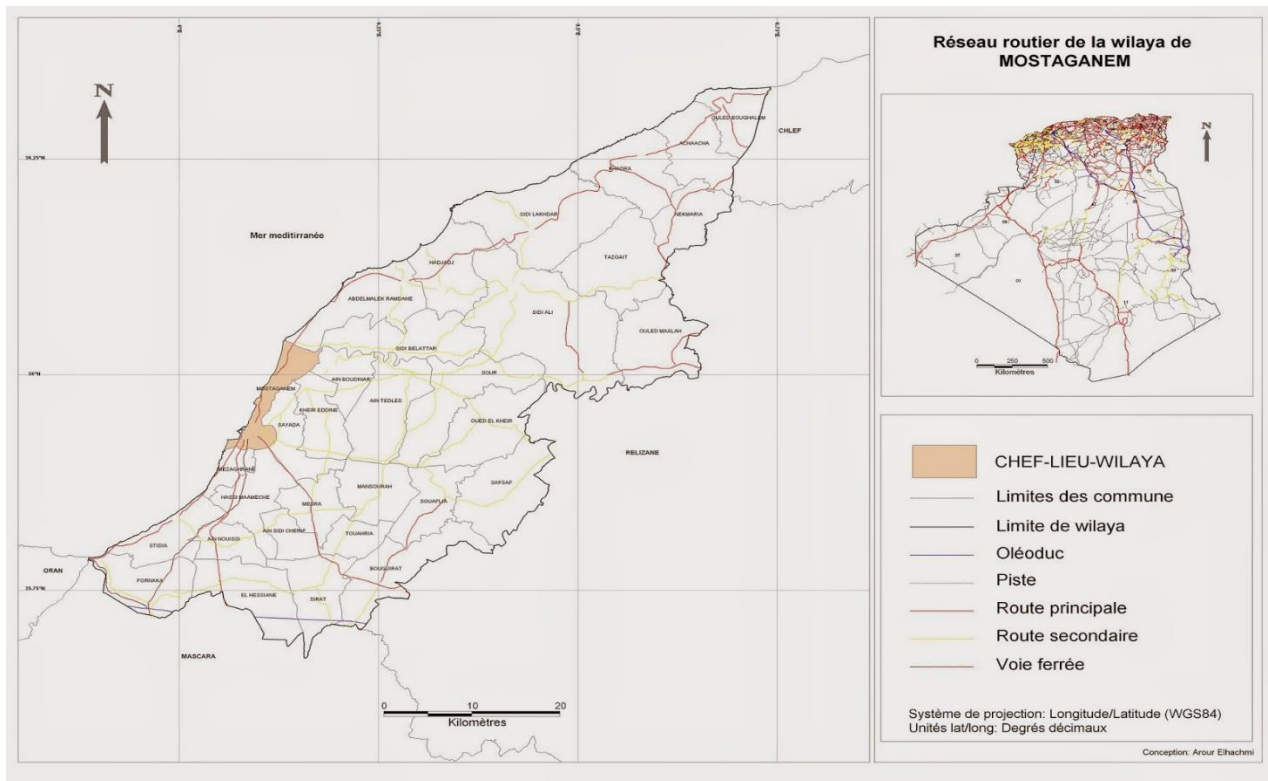 Réseau routier de la wilaya de
MOSTAGANEM
N
N
0
250
500
Kilomètres
CHEF-LIEU-WILAYA
Limites des commune
Limite de wilaya
Oléoduc
Piste
Route principale
Route secondaire
Voie ferrée
Système de projection: Longitude/Latitude (WGS84)
Unités lat/long: Degrés décimaux
Conception: Arour Elhachmi
OULED BOUGHALEM
CHLEF
ACHAACHA
KHADRA
SIDI LAKHDAR
NEKMARIA
Mer meditirranée
HADJADJ
TAZGAIT
ABDELMALEK RAMDANE
SIDI ALI
OULED MAALAH
SIDI BELATTAR
36°N
SOUR
AIN BOUDINAR
MOSTAGANEM
AIN TEDLES
KHEIR EDDINE
SAYADA
OUED EL KHEIR
RELIZANE
MEZAGHRANE
SAFSAF
MANSOURAH
HASSI MAAMECHE
SOUAFLIA
MESRA
AIN SIDI CHERIF
TOUAHRIA
AIN NOUISSI
STIDIA
ORAN
BOUGUIRAT
FORNAKA
EL HESSIANE
SIRAT
MASCARA
0
10
20
Kilomètres